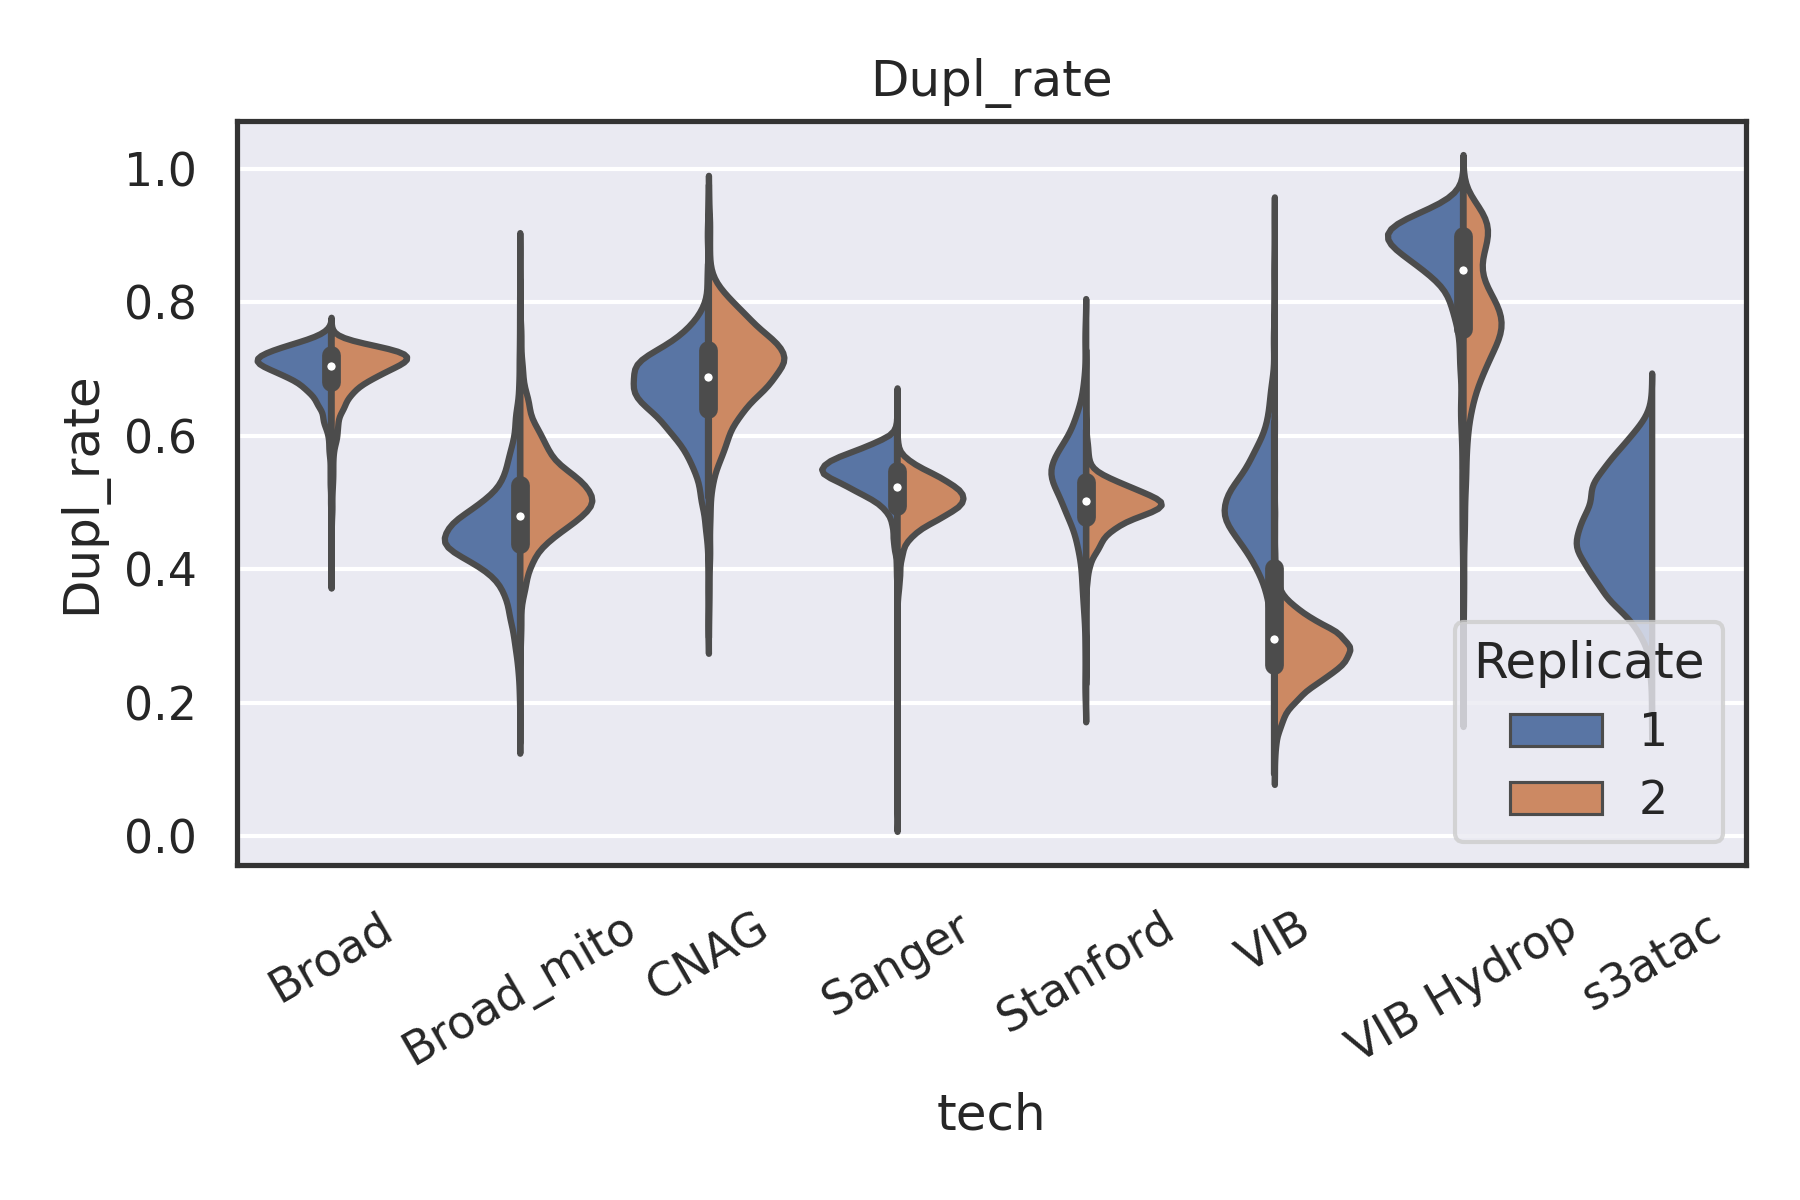 Dupl_rate
Dupl_rate
1.0
0.8
0.6
0.4
0.2
0.0
Replicate
1
2
Broad
Broad_mito
CNAG
Sanger
Stanford
VIB
VIB Hydrop
s3atac
tech